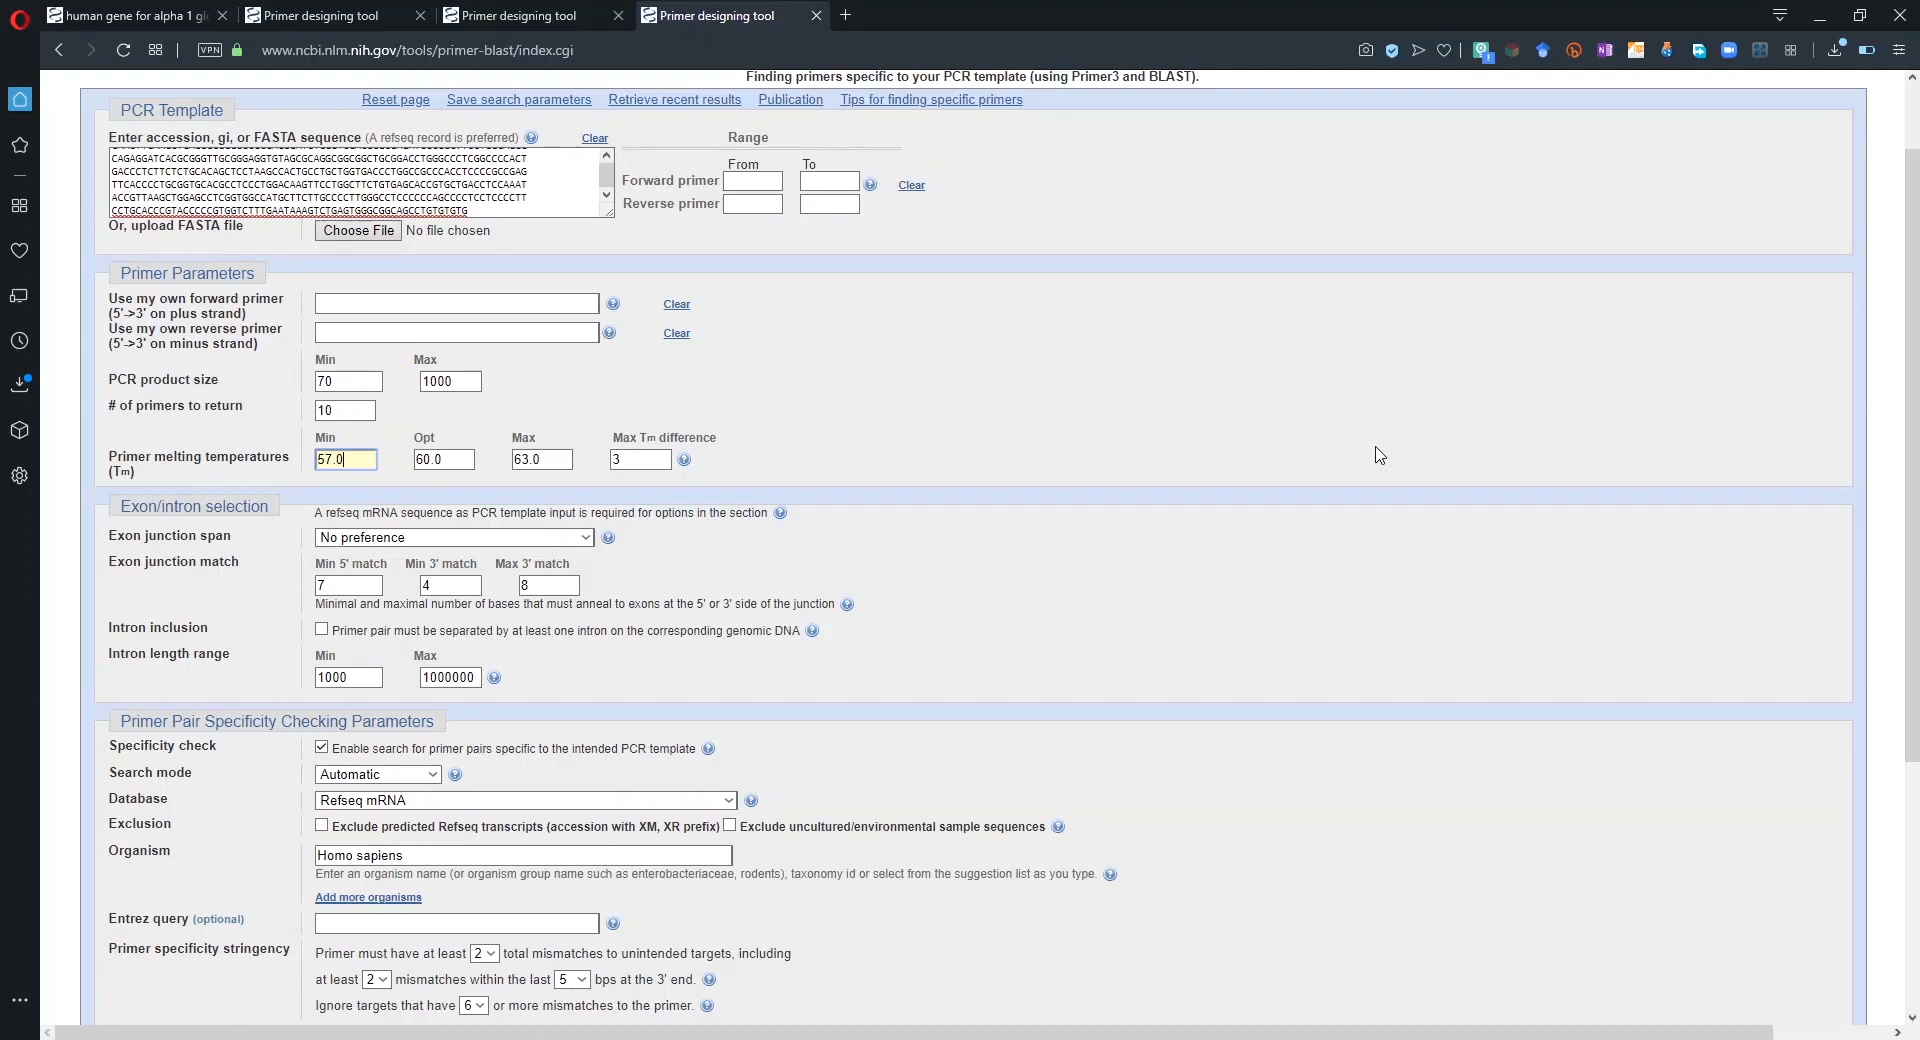 human gene for alpha 1 gl
Primer designing tool
Primer designing tool
Primer designing tool
VPN
www.ncbi.nlm.nih.gov/tools/primer-blast/index.cgi
Finding primers specific to your PCR template (using Primer3 and BLAST).
PCR Template
Reset page Save search parameters Retrieve recent results Publication Tips for finding specific primers
Enter accession, gi, or FASTA sequence (A refseq record is preferred) Clear
Range
CAGAGGATCACGCGGGTTGCGGGAGGTGTAGCGCAGGCGGCGGCTGCGGACCTGGGCCCTCGGCCCCACT
GACCCTCTTCTCTGCACAGCTCCTAAGCCACTGCCTGCTGGTGACCCTGGCCGCCCACCTCCCCGCCGAG
TTCACCCCTGCGGTGCACGCCTCCCTGGACAAGTTCCTGGCTTCTGTGAGCACCGTGCTGACCTCCAAAT
ACCGTTAAGCTGGAGCCTCGGTGGCCATGCTTCTTGCCCCTTGGGCCTCCCCCCAGCCCCTCCTCCCCTT
CCTGCACCCGTACCCCCGTGGTCTTTGAATAAAGTCTGAGTGGGCGGCAGCCTGTGTGTG
From To
Forward primer Clear
Reverse primer
Or, upload FASTA file
Choose File No file chosen
Primer Parameters
Use my own forward primer
(5'->3' on plus strand)
Clear
Use my own reverse primer
(5'->3' on minus strand)
Clear
Min Max
PCR product size 70 1000
# of primers to return 10
Min Opt Max Max Tm difference
Primer melting temperatures
(Tm)
57.0 60.0 63.0 3
Exon/intron selection
A refseq mRNA sequence as PCR template input is required for options in the section
Exon junction span No preference
Exon junction match
Min 5' match Min 3' match Max 3' match
7 4 8
Minimal and maximal number of bases that must anneal to exons at the 5' or 3' side of the junction
Intron inclusion Primer pair must be separated by at least one intron on the corresponding genomic DNA
Intron length range
Min Max
1000 1000000
Primer Pair Specificity Checking Parameters
Specificity check Enable search for primer pairs specific to the intended PCR template
Search mode Automatic
Database Refseq mRNA
Exclusion Exclude predicted Refseq transcripts (accession with XM, XR prefix) Exclude uncultured/environmental sample sequences
Organism Homo sapiens
Enter an organism name (or organism group name such as enterobacteriaceae, rodents), taxonomy id or select from the suggestion list as you type.
Add more organisms
Entrez query (optional)
Primer specificity stringency Primer must have at least 2 total mismatches to unintended targets, including
at least 2 mismatches within the last 5 bps at the 3' end.
Ignore targets that have 6 or more mismatches to the primer.